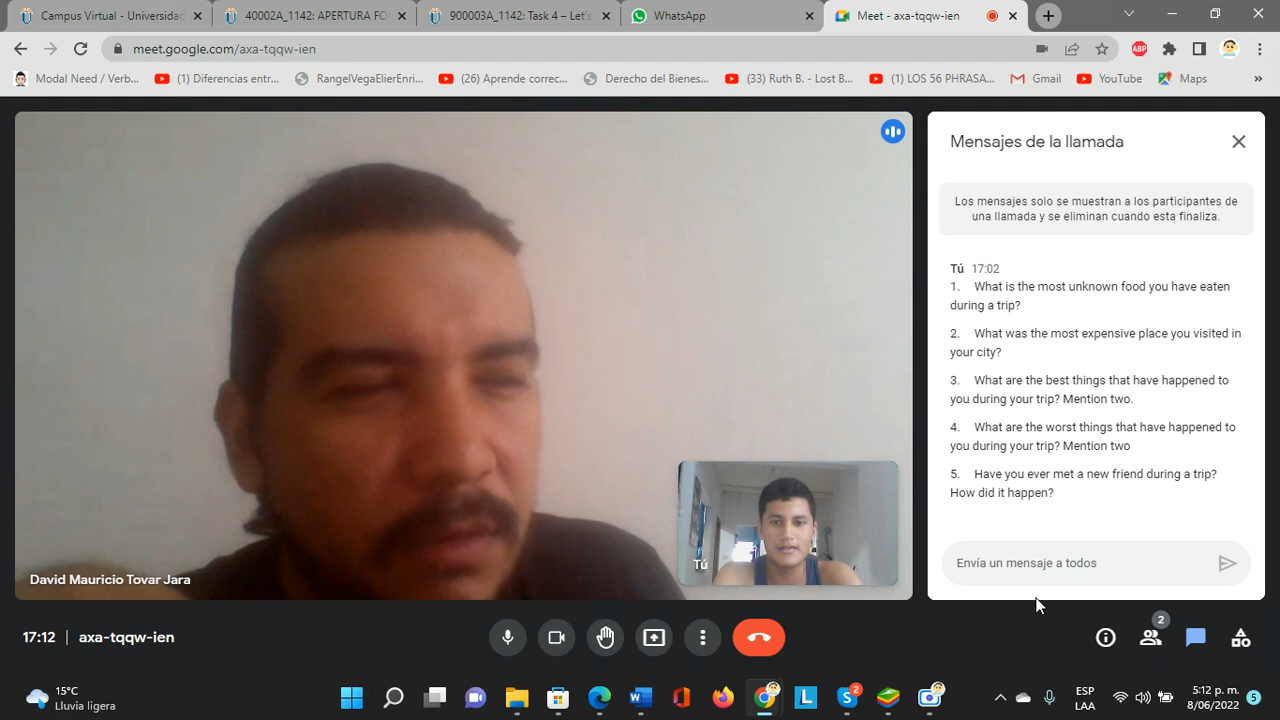 Campus Virtual - Universidad
40002A_1142: APERTURA FO
900003A_1142: Task 4 – Let's
WhatsApp
Meet - axa-tqqw-ien
meet.google.com/axa-tqqw-ien
Modal Need / Verb...
(1) Diferencias entr...
RangelVegaElierEnri...
(26) Aprende correc...
Derecho del Bienes...
(33) Ruth B. - Lost B...
(1) LOS 56 PHRASA...
Gmail
YouTube
Maps
»
ABP
Mensajes de la llamada
Los mensajes solo se muestran a los participantes de
una llamada y se eliminan cuando esta finaliza.
Tú 17:02
1. What is the most unknown food you have eaten
during a trip?
2. What was the most expensive place you visited in
your city?
3. What are the best things that have happened to
you during your trip? Mention two.
4. What are the worst things that have happened to
you during your trip? Mention two
5. Have you ever met a new friend during a trip?
How did it happen?
Envía un mensaje a todos
Tú
David Mauricio Tovar Jara
17:12 | axa-tqqw-ien
2
15°C
Lluvia ligera
L
2
ESP
LAA
5:12 p. m.
8/06/2022
5